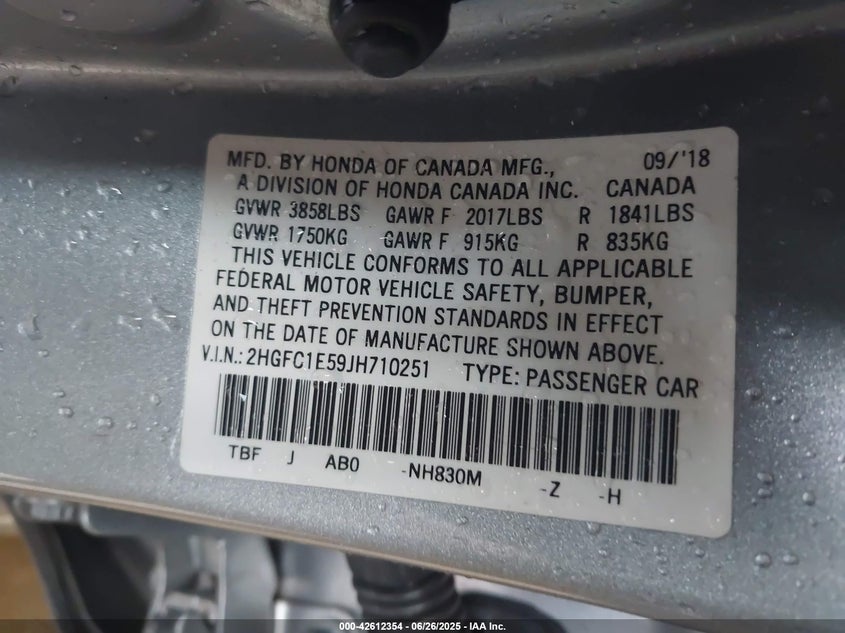 MFD. BY HONDA OF CANADA MFG., 09/'18
A DIVISION OF HONDA CANADA INC. CANADA
GVWR 3858LBS GAWR F 2017LBS R 1841LBS
GVWR 1750KG GAWR F 915KG R 835KG
THIS VEHICLE CONFORMS TO ALL APPLICABLE
FEDERAL MOTOR VEHICLE SAFETY, BUMPER,
AND THEFT PREVENTION STANDARDS IN EFFECT
ON THE DATE OF MANUFACTURE SHOWN ABOVE.
V.I.N.: 2HGFC1E59JH710251 TYPE: PASSENGER CAR
TBF J AB0 -NH830M -Z -H
000-42612354 - 06/26/2025 - IAA Inc.